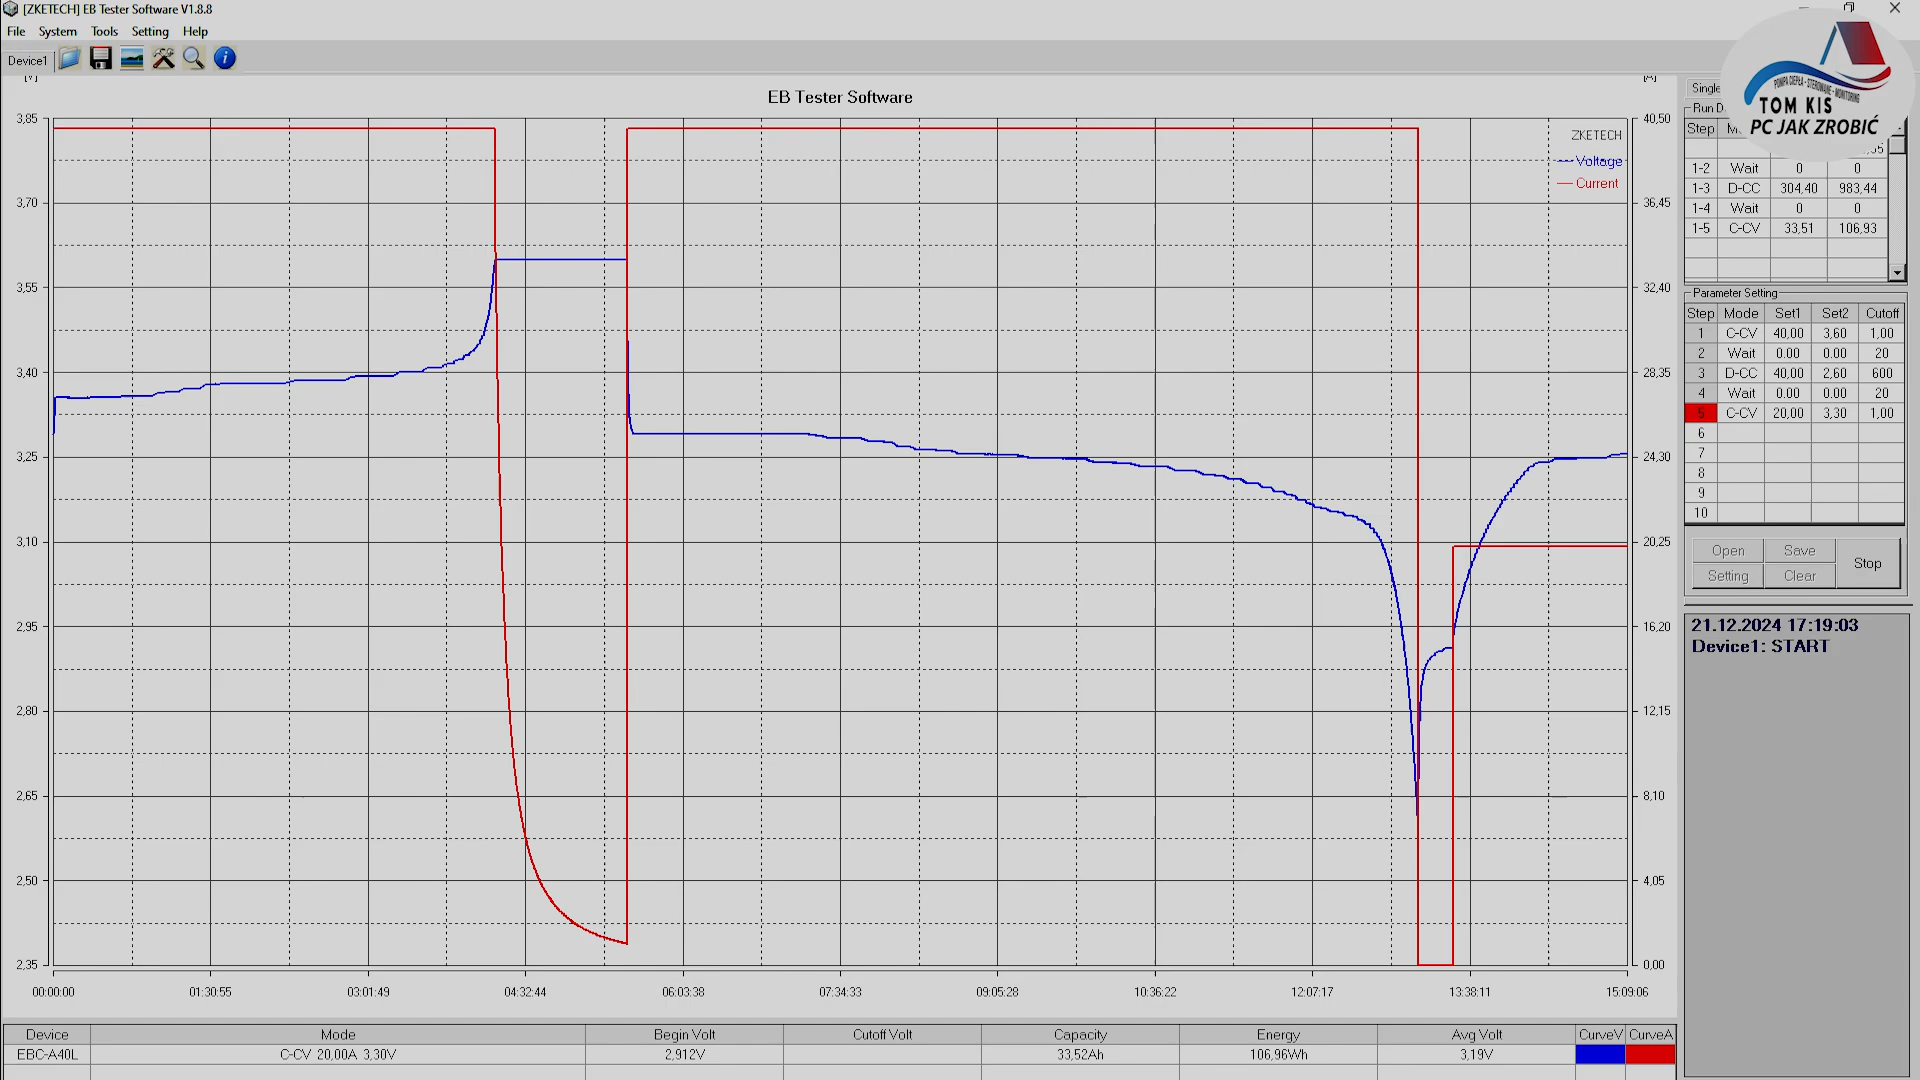 [ZKETECH] EB Tester Software V1.8.8
File System Tools Setting Help
Device1
EB Tester Software
ZKETECH
Voltage
Current
3,85
3,70
3,55
3,40
3,25
3,10
2,95
2,80
2,65
2,50
2,35
40,50
36,45
32,40
28,35
24,30
20,25
16,20
12,15
8,10
4,05
0,00
00:00:00 01:30:55 03:01:49 04:32:44 06:03:38 07:34:33 09:05:28 10:36:22 12:07:17 13:38:11 15:09:06
POMPA CIEPŁA - STEROWANIE - MONITORING
TOM KIS
PC JAK ZROBIĆ
Single
Run D
Step
1-2 Wait 0 0
1-3 D-CC 304,40 983,44
1-4 Wait 0 0
1-5 C-CV 33,51 106,93
Parameter Setting
Step Mode Set1 Set2 Cutoff
1 C-CV 40,00 3,60 1,00
2 Wait 0.00 0.00 20
3 D-CC 40,00 2,60 600
4 Wait 0.00 0.00 20
5 C-CV 20,00 3,30 1,00
6
7
8
9
10
Open Save Stop
Setting Clear
21.12.2024 17:19:03
Device1: START
Device Mode Begin Volt Cutoff Volt Capacity Energy Avg Volt CurveV CurveA
EBC-A40L C-CV 20,00A 3,30V 2,912V 33,52Ah 106,96Wh 3,19V